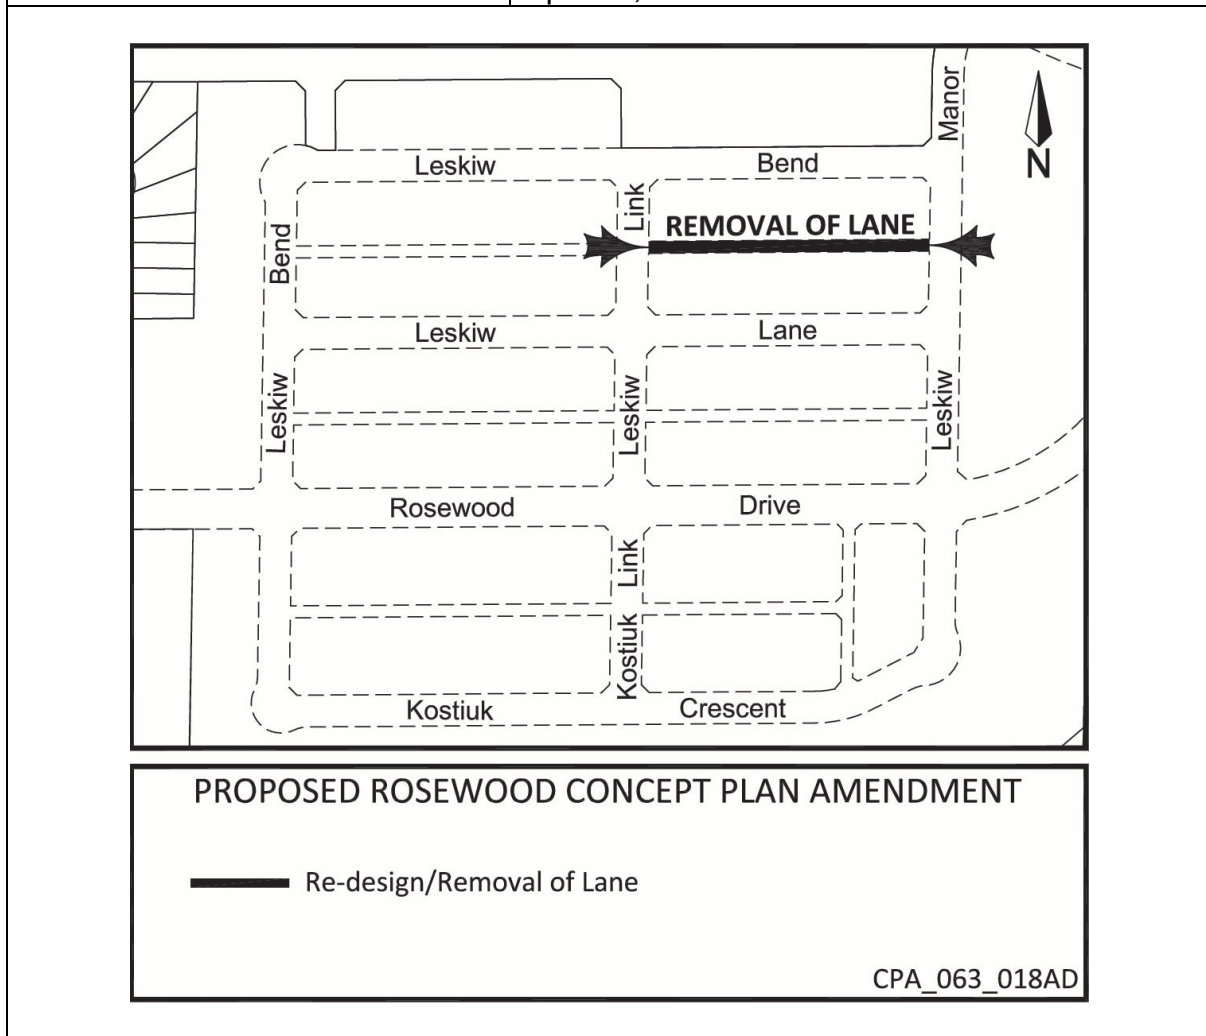 Manor
N
Leskiw Bend
Link
REMOVAL OF LANE
Bend
Leskiw Lane
Leskiw
Leskiw
Leskiw
Rosewood Drive
Link
Kostiuk
Kostiuk Crescent
PROPOSED ROSEWOOD CONCEPT PLAN AMENDMENT
Re-design/Removal of Lane
CPA_063_018AD